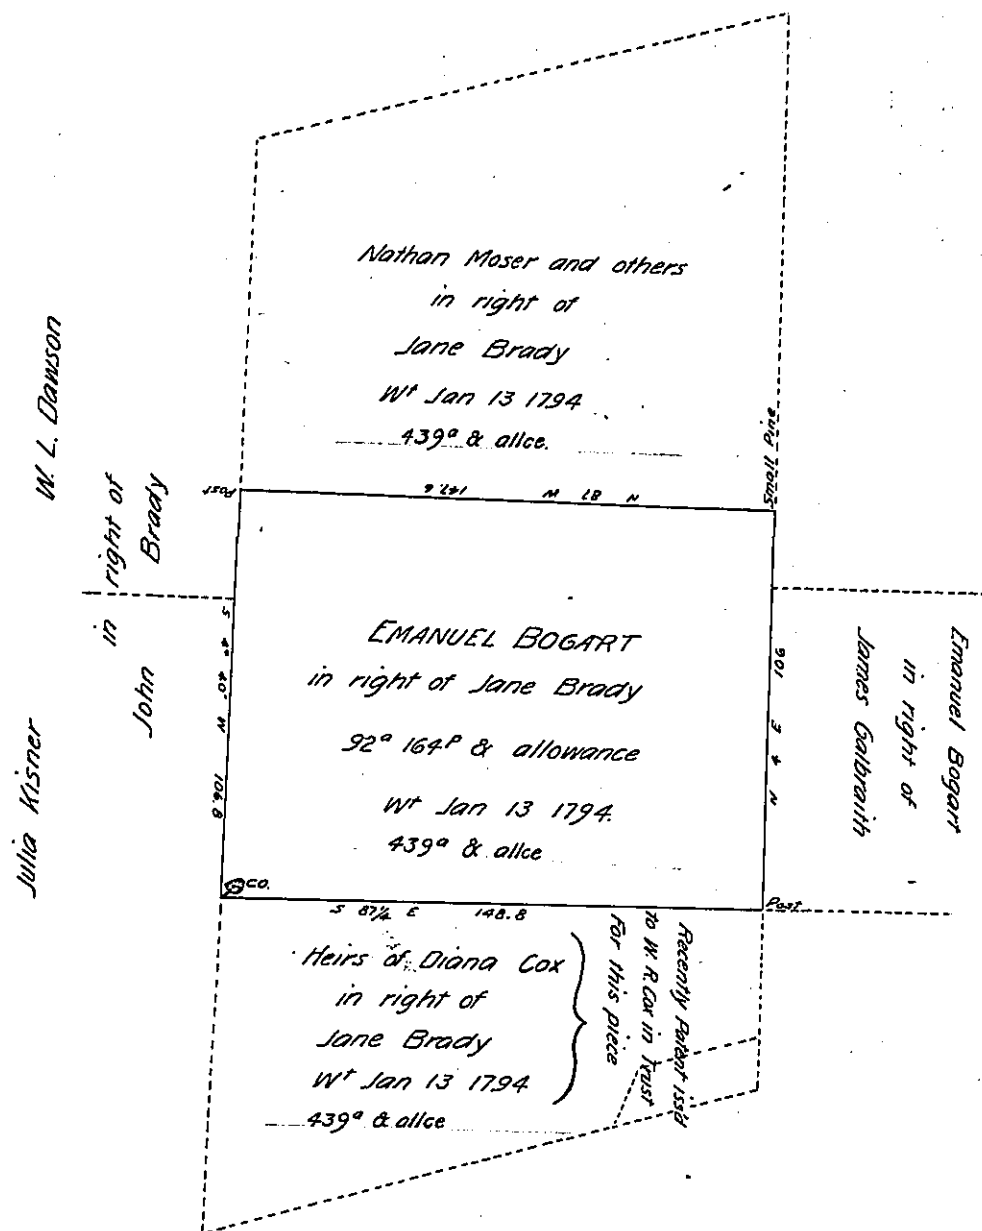 Nathan Moser and others
in right of
Jane Brady
Wt Jan 13 1794
439a & allce.
W. L. Dawson
in right of
John Brady
Julia Kisner
Post
N 87 W 147.6
Small Pine
S 4° 40' W 106.8
EMANUEL BOGART
in right of Jane Brady
92a 164P & allowance
Wt Jan 13 1794.
439a & allce
N 4 E 106
Emanuel Bogart
in right of
James Galbraith
CO.
S 87¼ E 148.8
Post
Heirs of Diana Cox
in right of
Jane Brady
Wt Jan 13 1794
439a & allce
Recently Patent iss'd
to W. R. Cox in Trust
For this piece